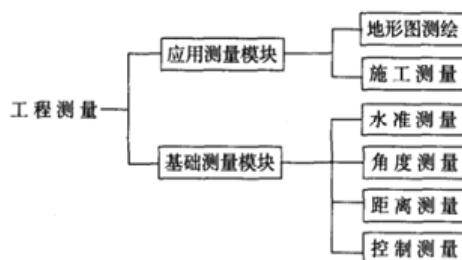 地形图测绘
应用测量模块
施工测量
工程测量
水准测量
基础测量模块
角度测量
距离测量
控制测量